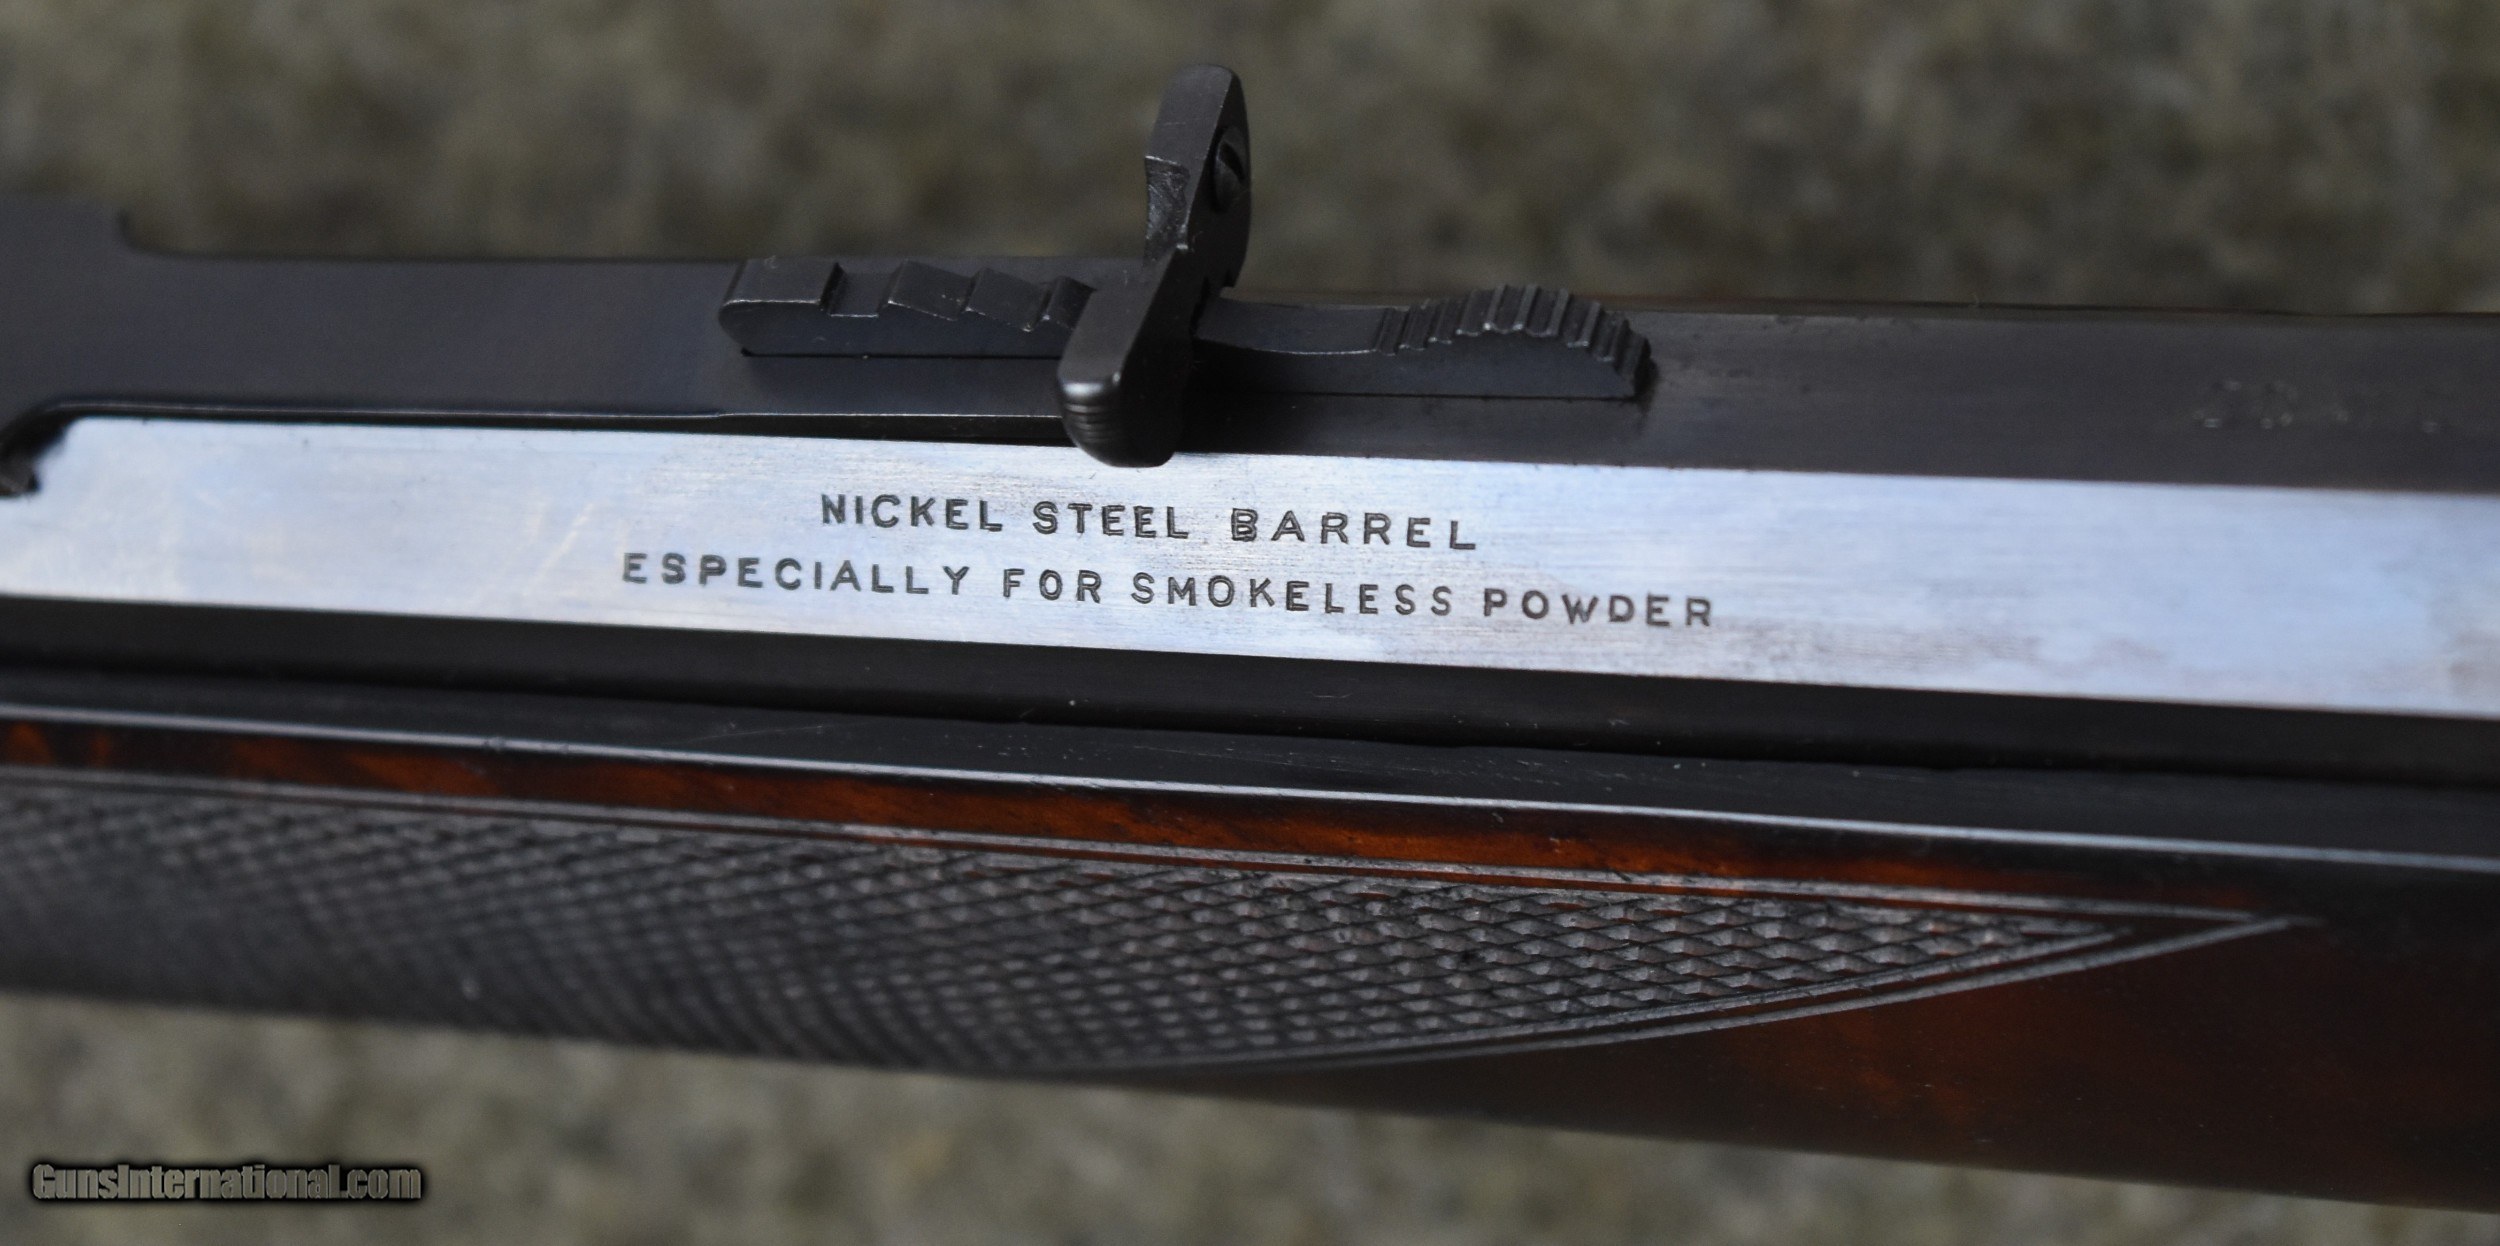 NICKEL STEEL BARREL
ESPECIALLY FOR SMOKELESS POWDER
GunsInternational.com